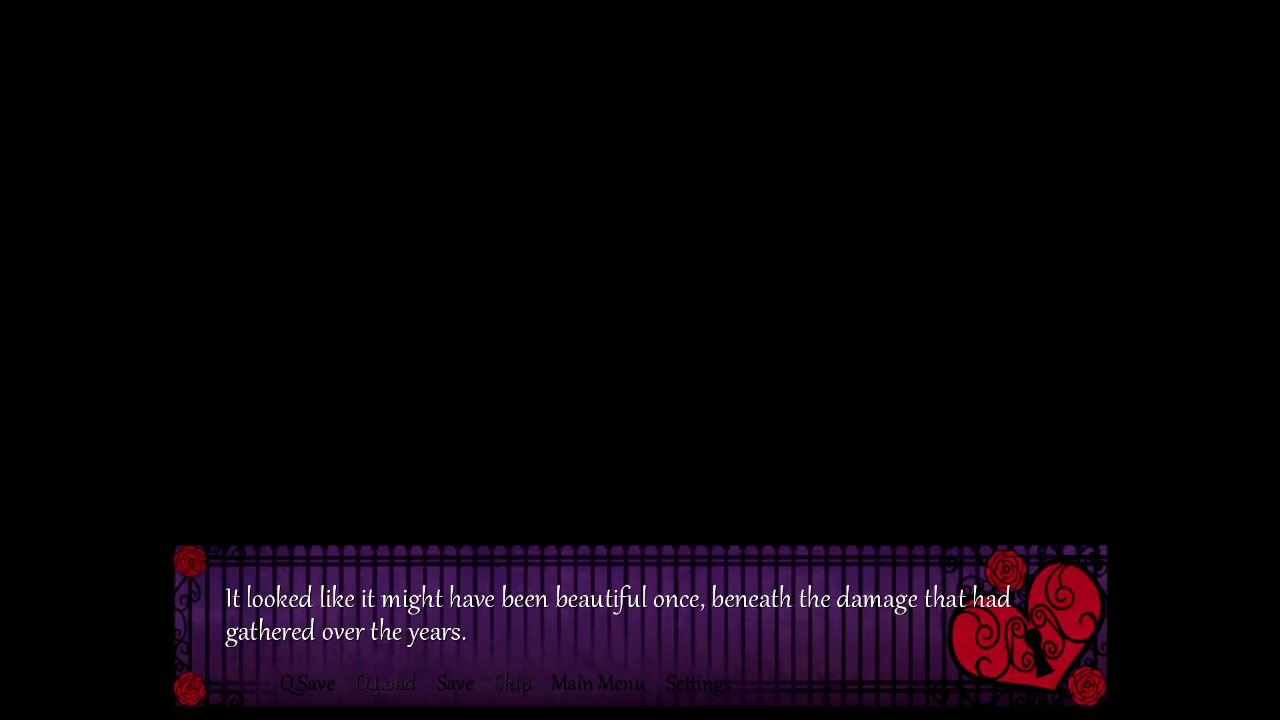 It looked like it might have been beautiful once, beneath the damage that had
gathered over the years.
Q.Save Q.Load Save Skip Main Menu Settings